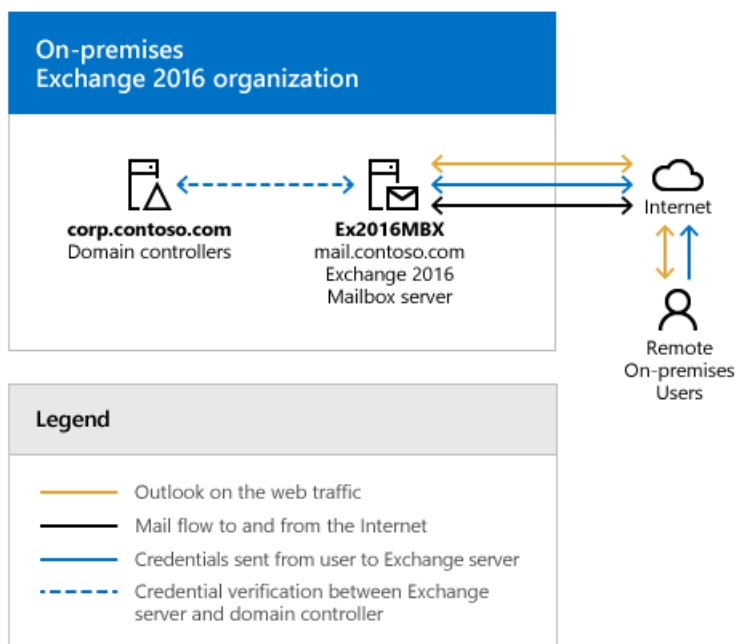 On-premises
Exchange 2016 organization
corp.contoso.com
Domain controllers
Ex2016MBX
mail.contoso.com
Exchange 2016
Mailbox server
Internet
Remote
On-premises
Users
Legend
Outlook on the web traffic
Mail flow to and from the Internet
Credentials sent from user to Exchange server
Credential verification between Exchange
server and domain controller